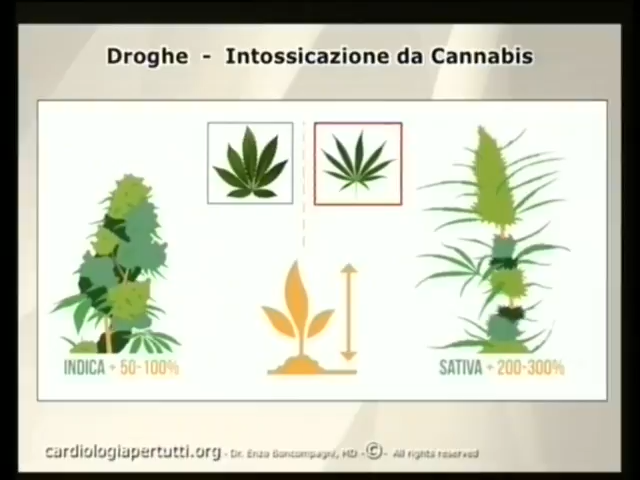 Droghe - Intossicazione da Cannabis
INDICA + 50-100%
SATIVA + 200-300%
cardiologiapertutti.org - Dr. Enzo Boncompagni, MD - © - All rights reserved